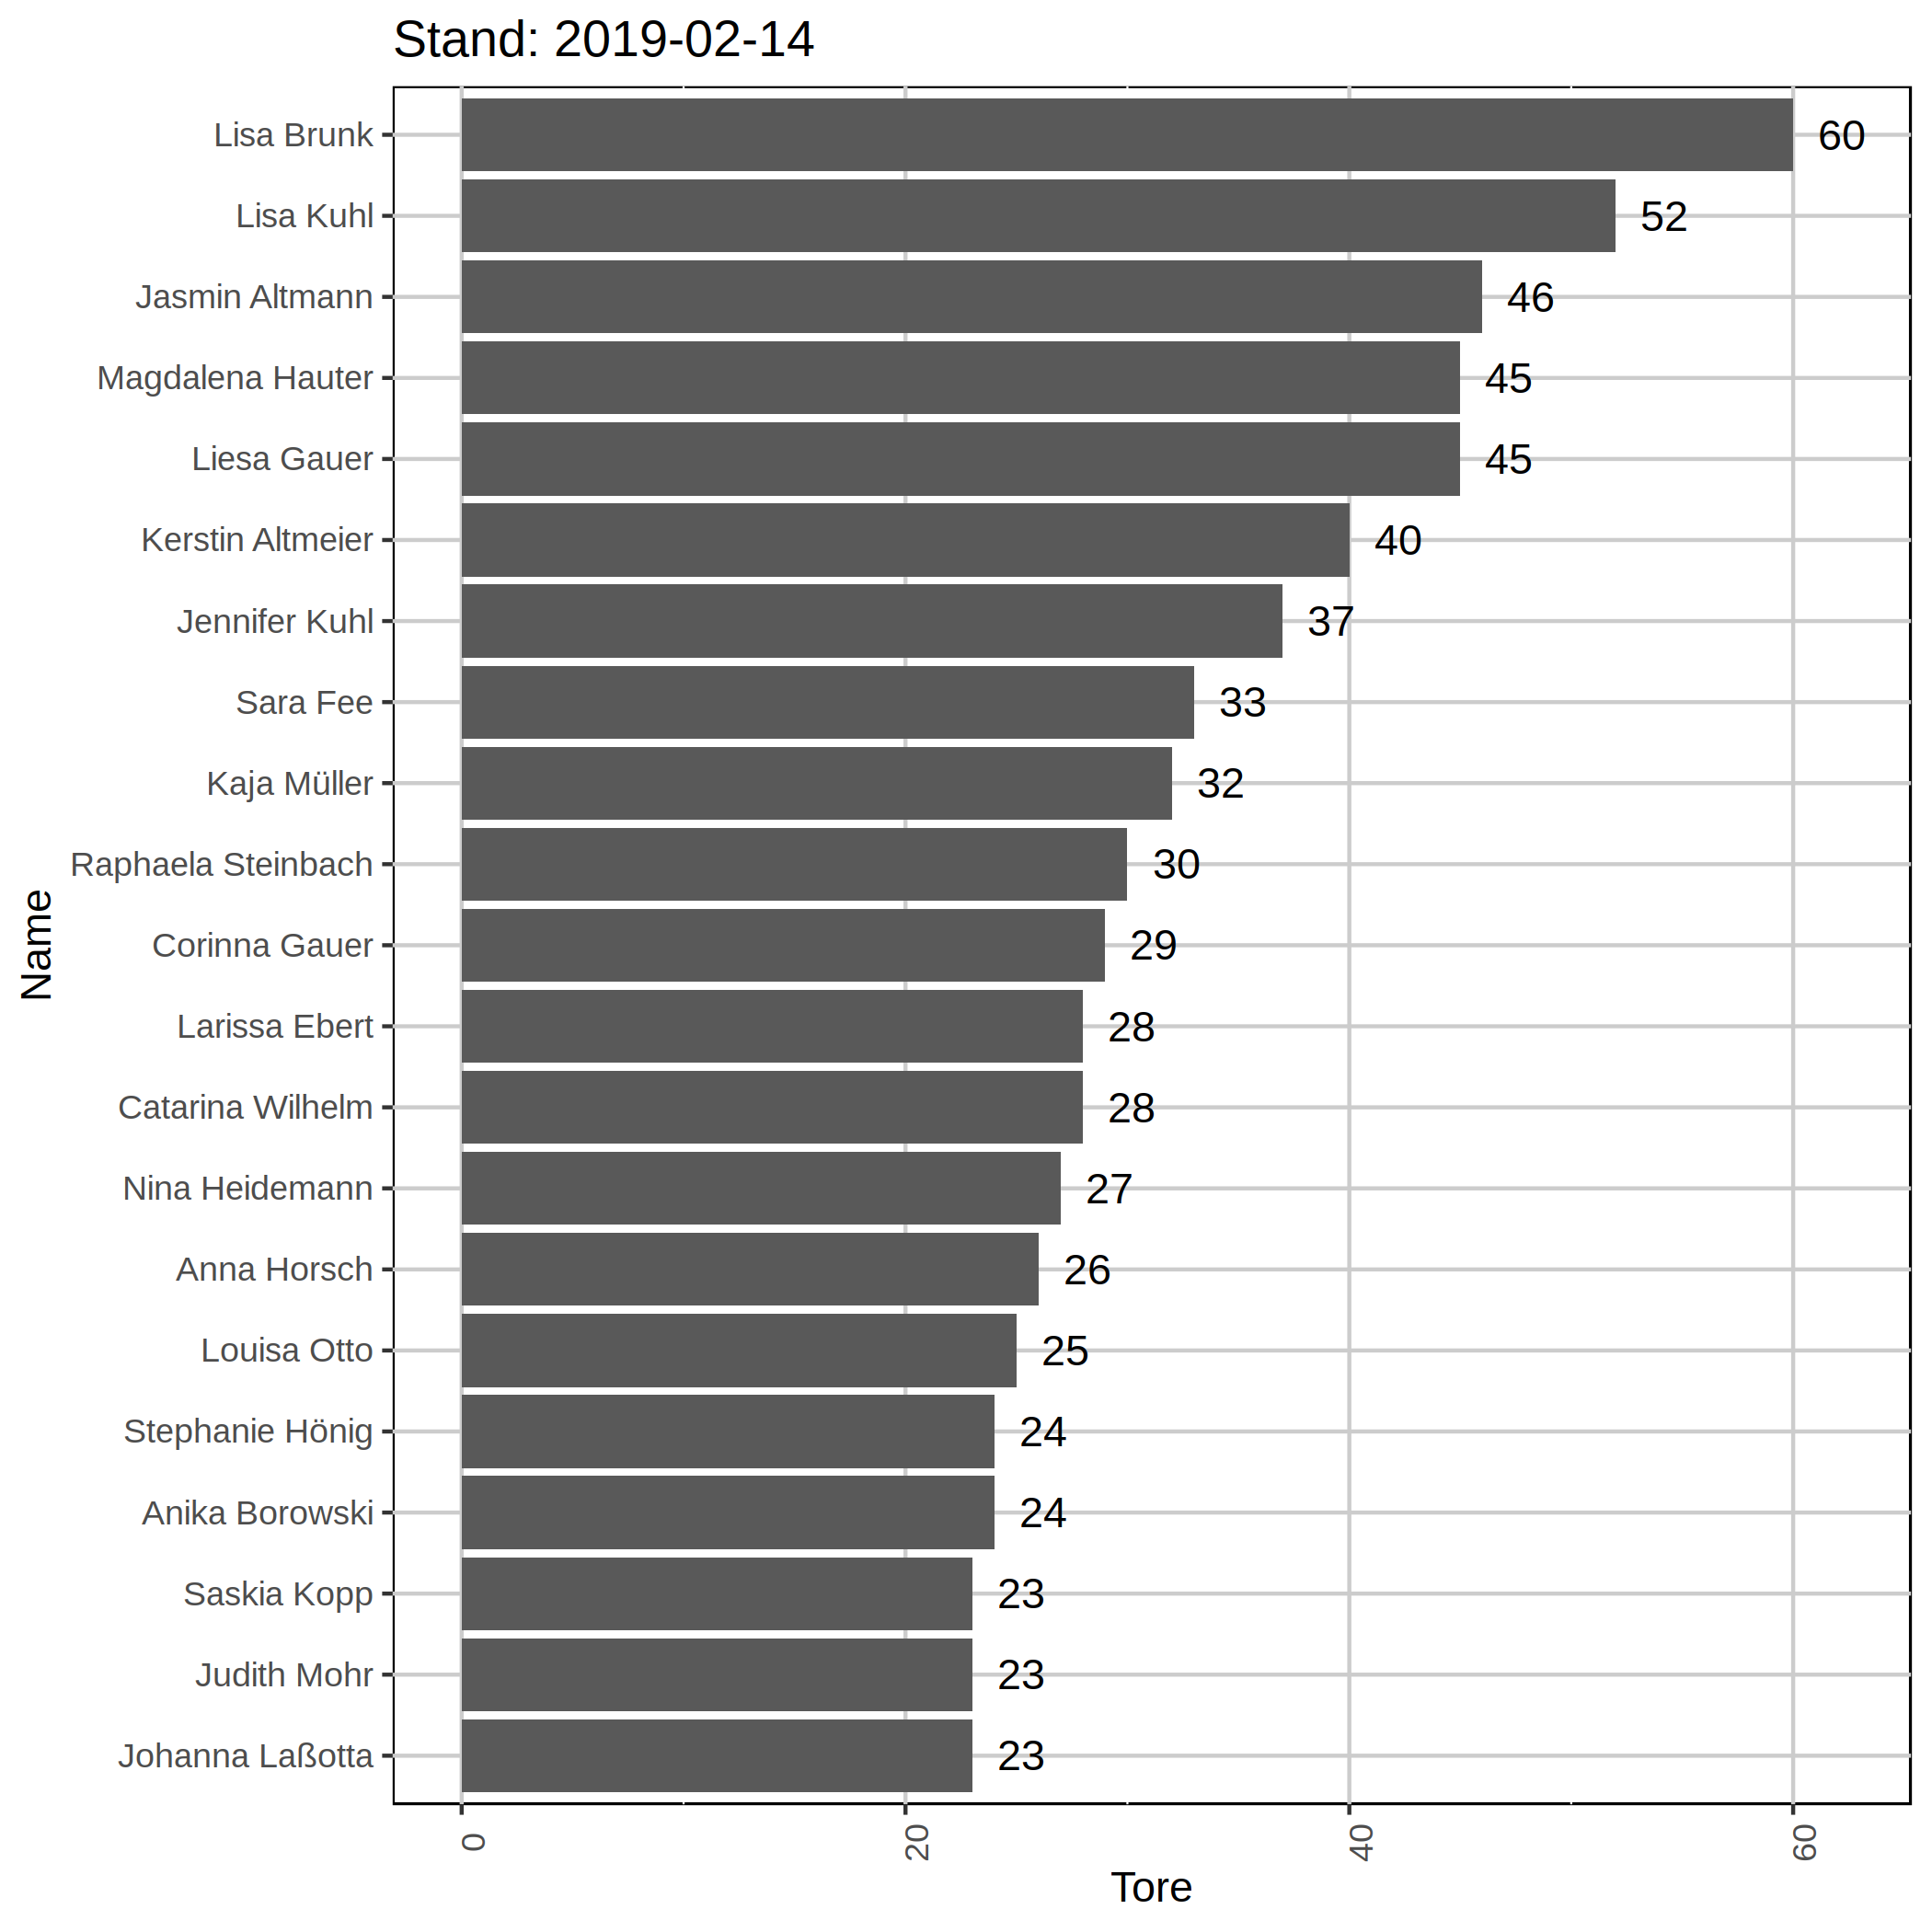 Stand: 2019-02-14
Lisa Brunk 60
Lisa Kuhl 52
Jasmin Altmann 46
Magdalena Hauter 45
Liesa Gauer 45
Kerstin Altmeier 40
Jennifer Kuhl 37
Sara Fee 33
Kaja Müller 32
Raphaela Steinbach 30
Corinna Gauer 29
Larissa Ebert 28
Catarina Wilhelm 28
Nina Heidemann 27
Anna Horsch 26
Louisa Otto 25
Stephanie Hönig 24
Anika Borowski 24
Saskia Kopp 23
Judith Mohr 23
Johanna Laßotta 23
Name
0 20 40 60
Tore